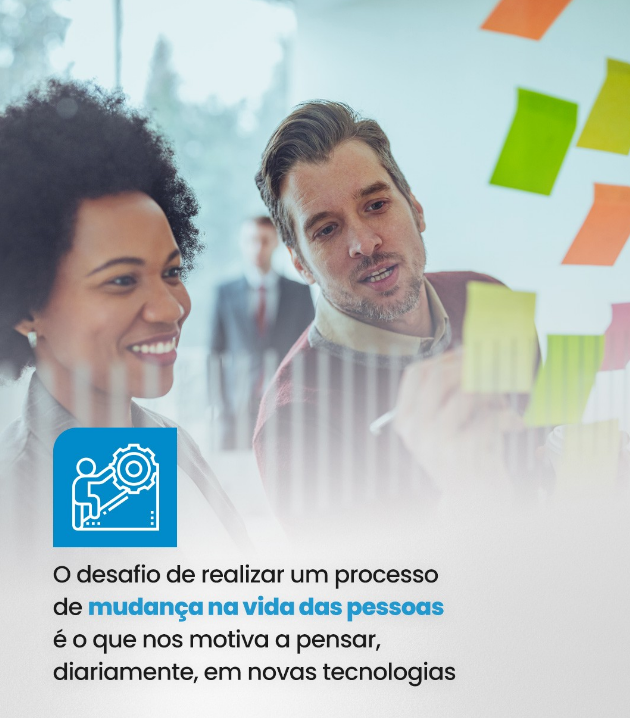 O desafio de realizar um processo
de mudança na vida das pessoas
é o que nos motiva a pensar,
diariamente, em novas tecnologias